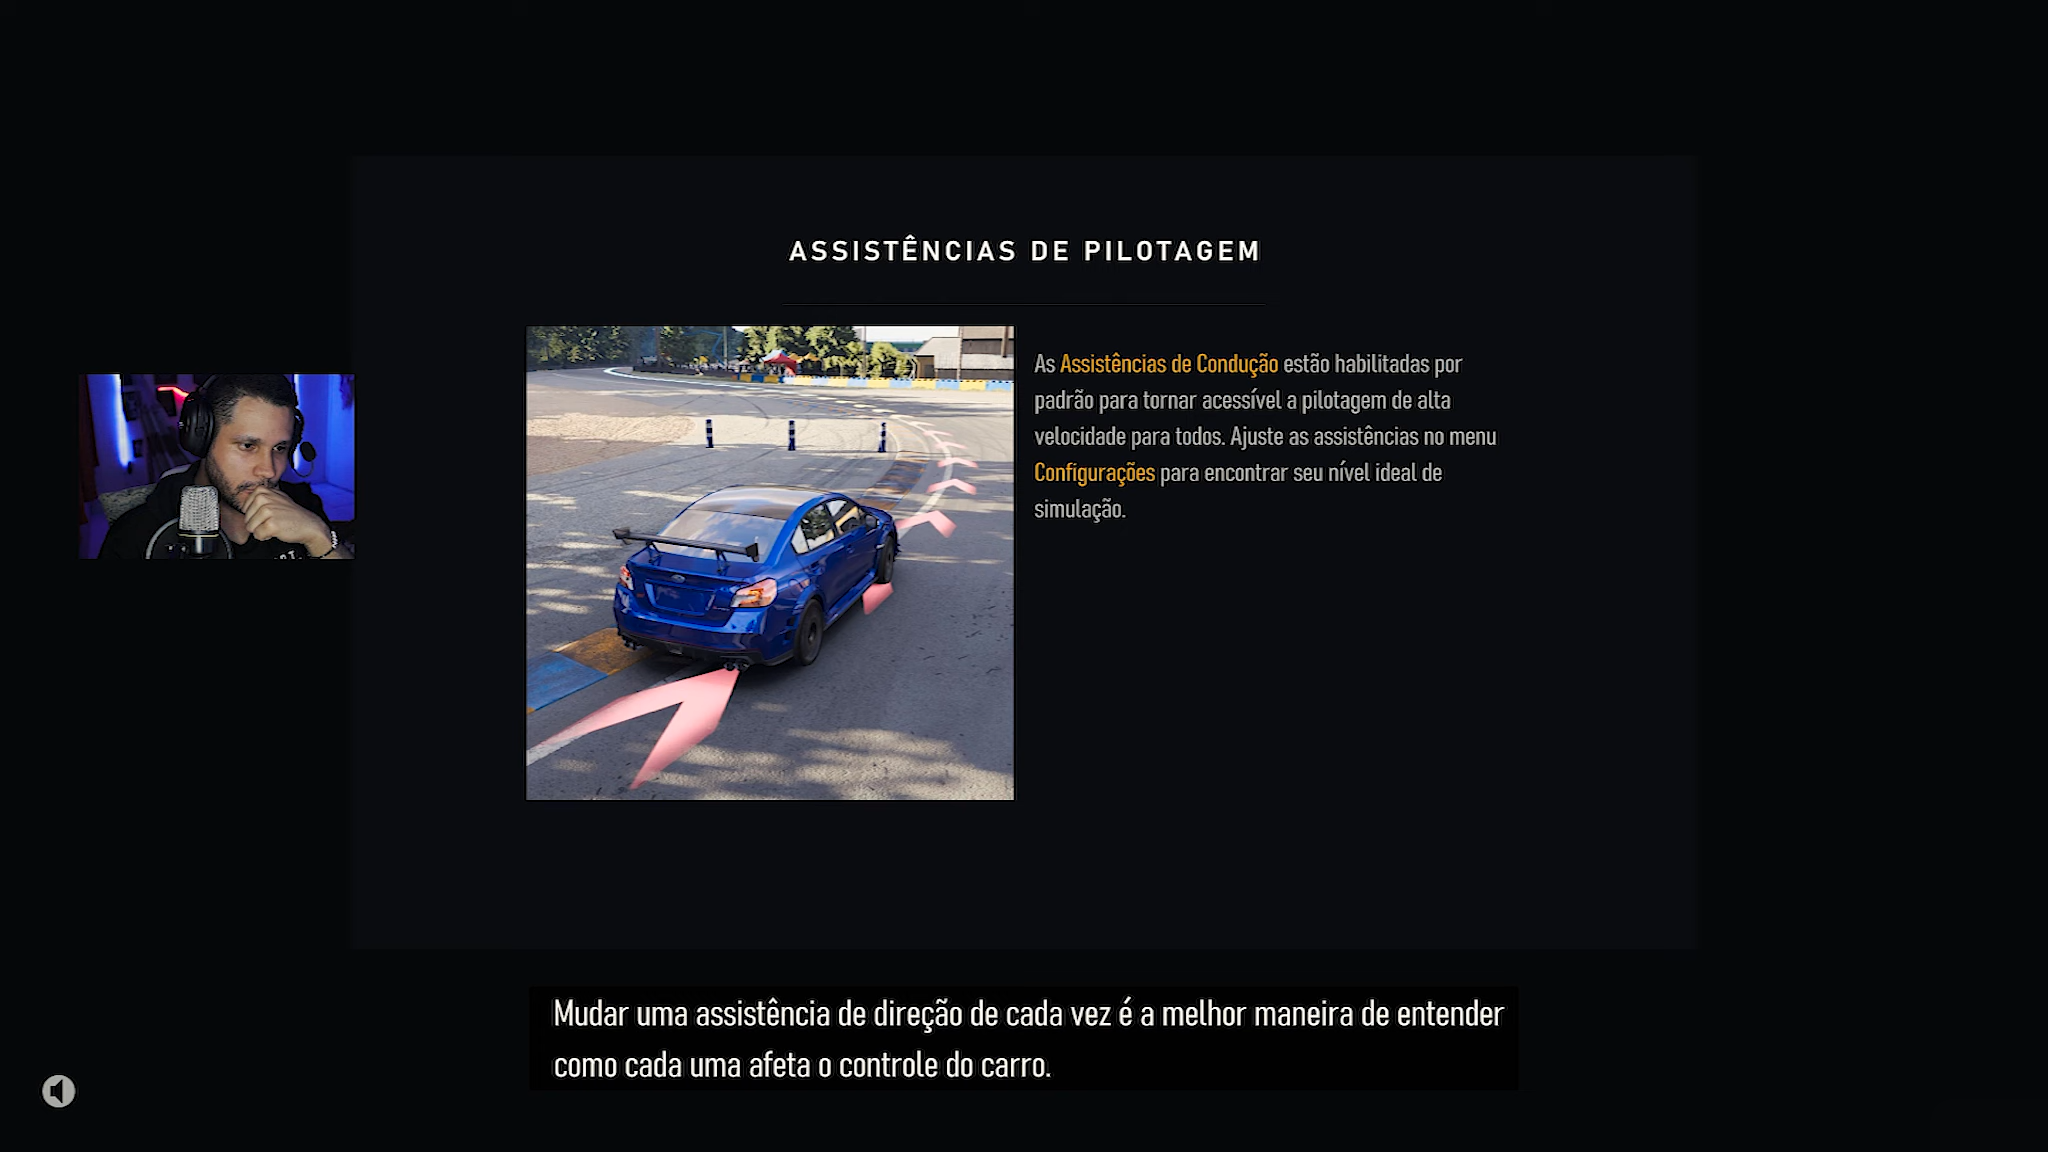 ASSISTÊNCIAS DE PILOTAGEM
As Assistências de Condução estão habilitadas por
padrão para tornar acessível a pilotagem de alta
velocidade para todos. Ajuste as assistências no menu
Configurações para encontrar seu nível ideal de
simulação.
Mudar uma assistência de direção de cada vez é a melhor maneira de entender
como cada uma afeta o controle do carro.